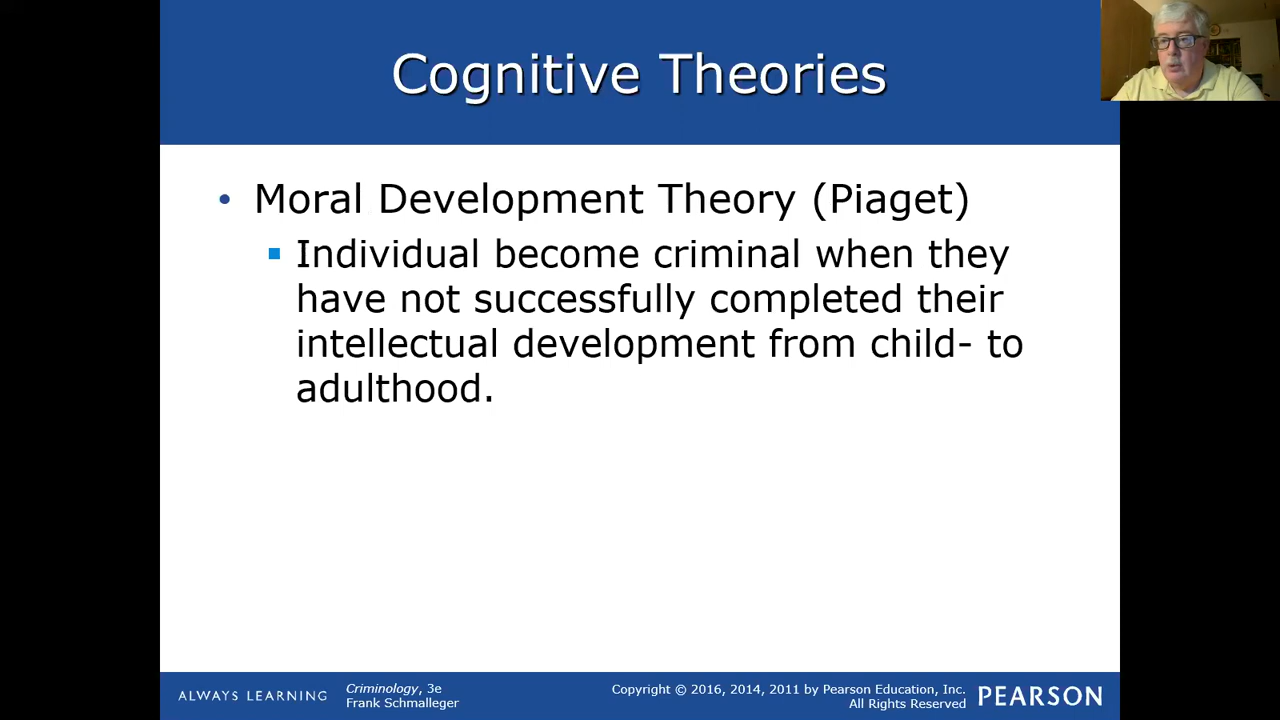 Cognitive Theories
• Moral Development Theory (Piaget)
▪ Individual become criminal when they
have not successfully completed their
intellectual development from child- to
adulthood.
ALWAYS LEARNING
Criminology, 3e
Frank Schmalleger
Copyright © 2016, 2014, 2011 by Pearson Education, Inc.
All Rights Reserved
PEARSON